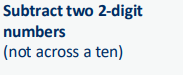 Subtract two 2-digit
numbers
(not across a ten)